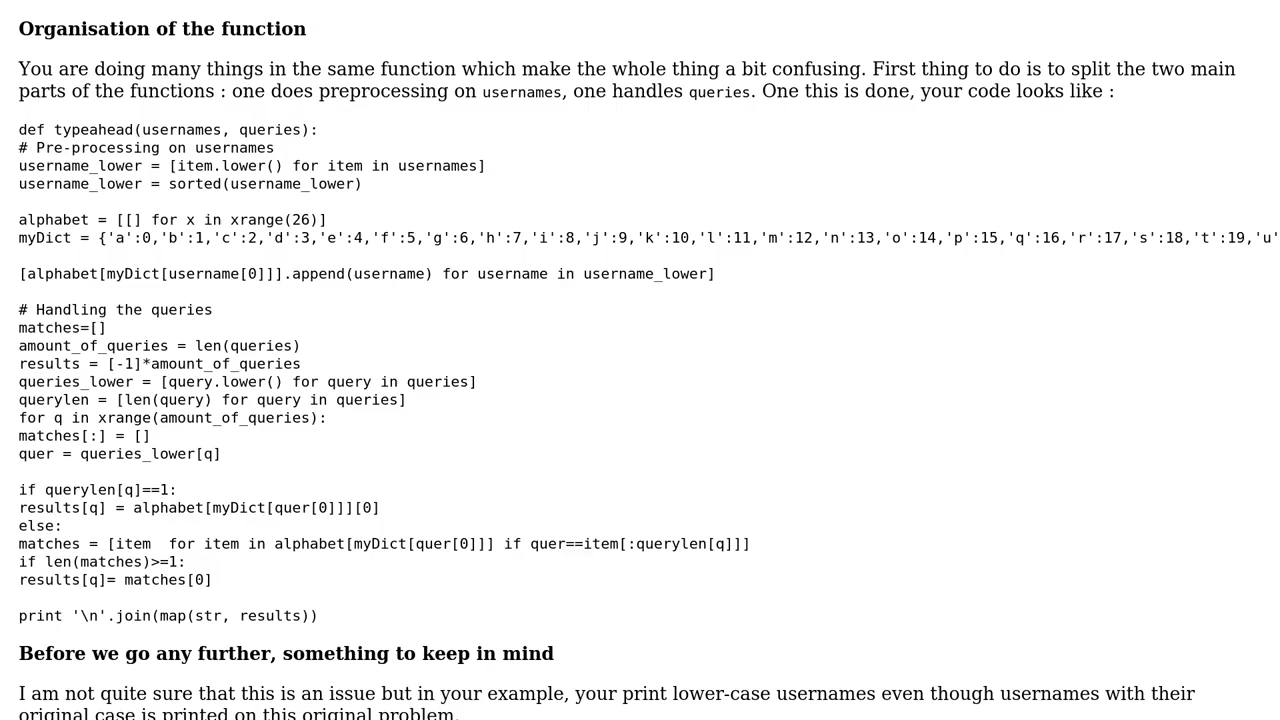 Organisation of the function
You are doing many things in the same function which make the whole thing a bit confusing. First thing to do is to split the two main
parts of the functions : one does preprocessing on usernames, one handles queries. One this is done, your code looks like :
def typeahead(usernames, queries):
# Pre-processing on usernames
username_lower = [item.lower() for item in usernames]
username_lower = sorted(username_lower)
alphabet = [[] for x in xrange(26)]
myDict = {'a':0,'b':1,'c':2,'d':3,'e':4,'f':5,'g':6,'h':7,'i':8,'j':9,'k':10,'l':11,'m':12,'n':13,'o':14,'p':15,'q':16,'r':17,'s':18,'t':19,'u'
[alphabet[myDict[username[0]]].append(username) for username in username_lower]
# Handling the queries
matches=[]
amount_of_queries = len(queries)
results = [-1]*amount_of_queries
queries_lower = [query.lower() for query in queries]
querylen = [len(query) for query in queries]
for q in xrange(amount_of_queries):
matches[:] = []
quer = queries_lower[q]
if querylen[q]==1:
results[q] = alphabet[myDict[quer[0]]][0]
else:
matches = [item  for item in alphabet[myDict[quer[0]]] if quer==item[:querylen[q]]]
if len(matches)>=1:
results[q]= matches[0]
print '\n'.join(map(str, results))
Before we go any further, something to keep in mind
I am not quite sure that this is an issue but in your example, your print lower-case usernames even though usernames with their
original case is printed on this original problem.